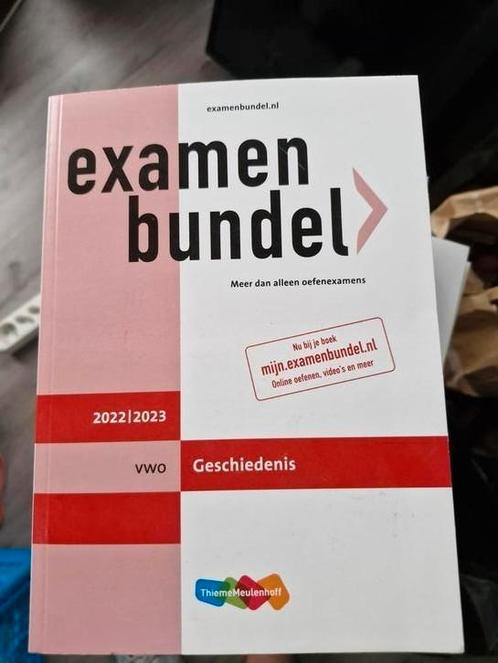 examenbundel.nl
examen
bundel
Meer dan alleen oefenexamens
Nu bij je boek
mijn.examenbundel.nl
Online oefenen, video's en meer
2022|2023
vwo
Geschiedenis
ThiemeMeulenhoff